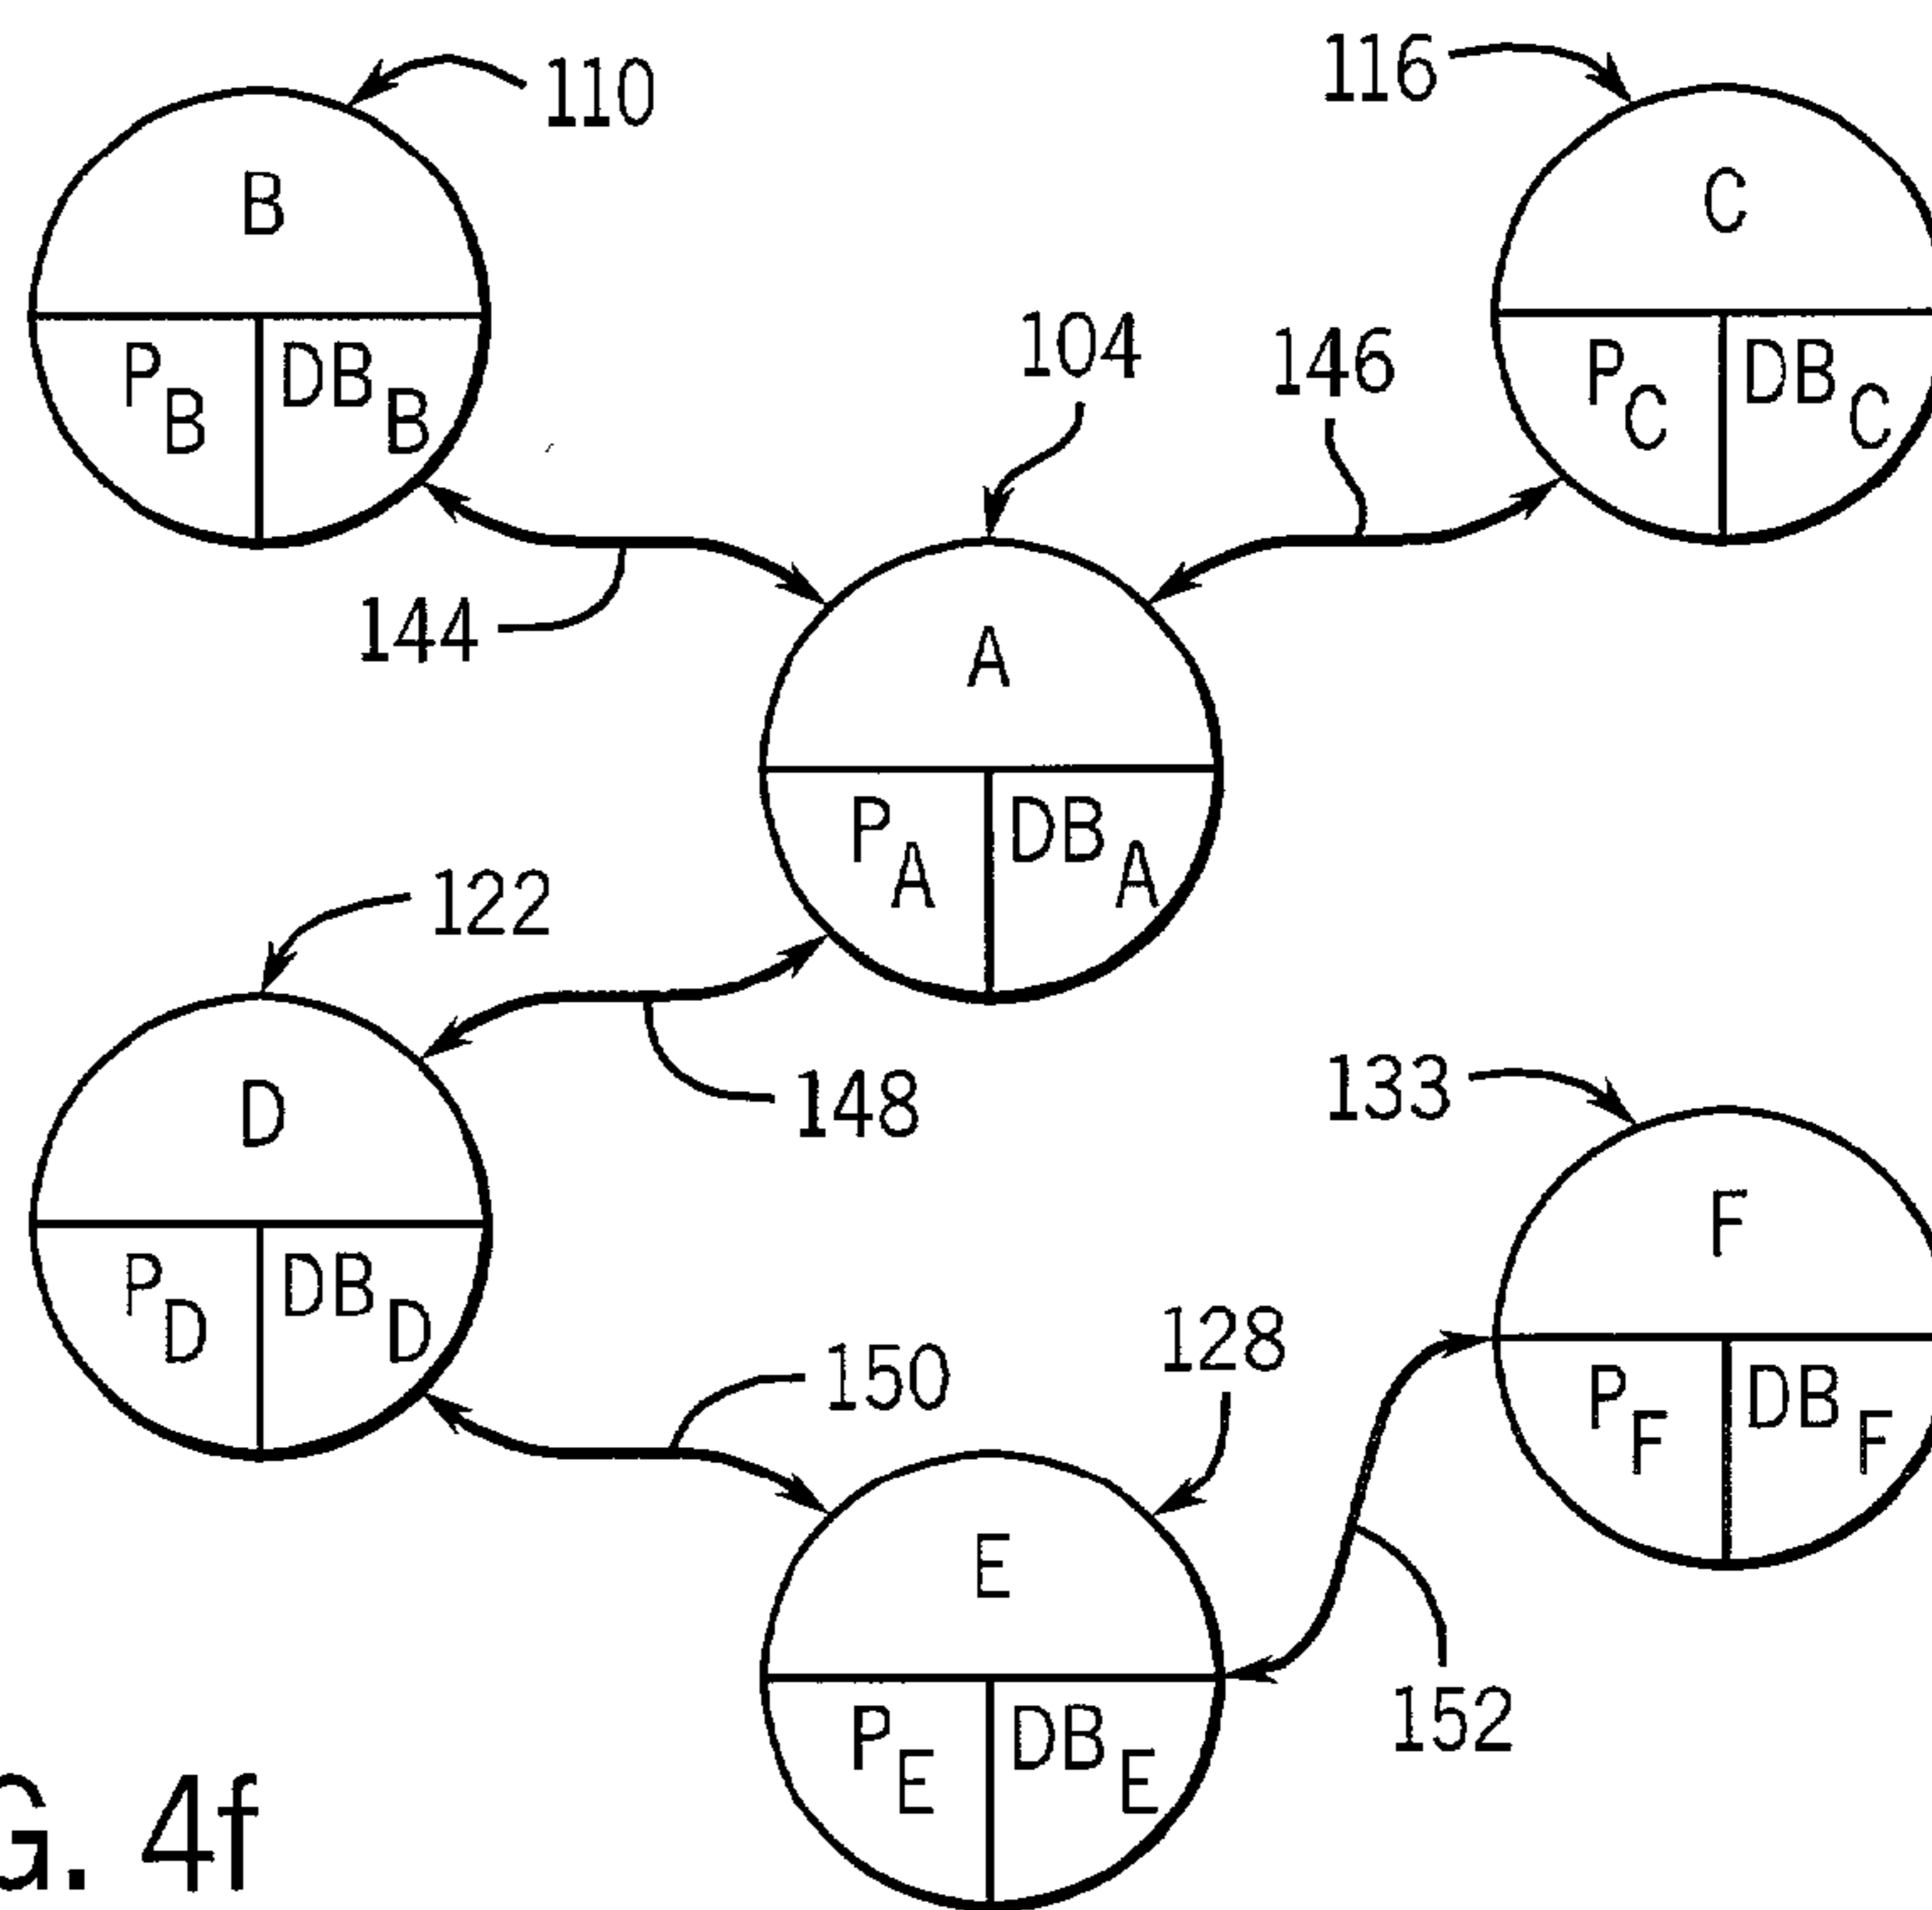 110
116
B
C
P_B DB_B
104
146
P_C DB_C
144
A
P_A DB_A
122
D
148
133
F
P_D DB_D
150
128
P_F DB_F
E
152
P_E DB_E
G. 4f